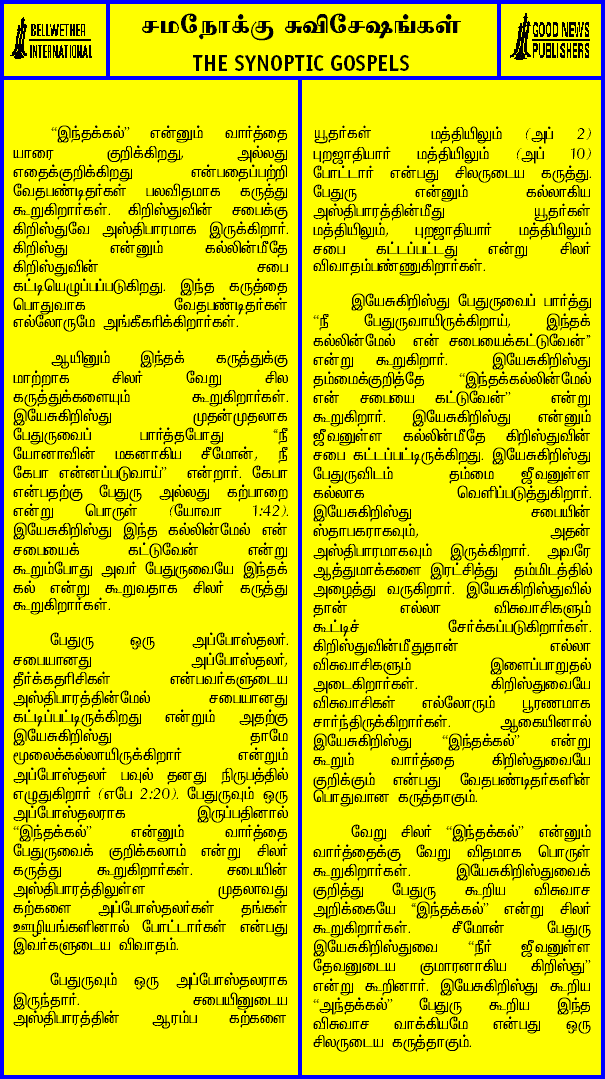 BELLWETHER
INTERNATIONAL
சமநோக்கு சுவிசேஷங்கள்
THE SYNOPTIC GOSPELS
GOOD NEWS
PUBLISHERS
“இந்தக்கல்” என்னும் வார்த்தை
யாரை குறிக்கிறது, அல்லது
எதைக்குறிக்கிறது என்பதைப்பற்றி
வேதபண்டிதர்கள் பலவிதமாக கருத்து
கூறுகிறார்கள். கிறிஸ்துவின் சபைக்கு
கிறிஸ்துவே அஸ்திபாரமாக இருக்கிறார்.
கிறிஸ்து என்னும் கல்லின்மீதே
கிறிஸ்துவின் சபை
கட்டியெழுப்பப்படுகிறது. இந்த கருத்தை
பொதுவாக வேதபண்டிதர்கள்
எல்லோருமே அங்கீகரிக்கிறார்கள்.
ஆயினும் இந்தக் கருத்துக்கு
மாற்றாக சிலர் வேறு சில
கருத்துக்களையும் கூறுகிறார்கள்.
இயேசுகிறிஸ்து முதன்முதலாக
பேதுருவைப் பார்த்தபோது “நீ
யோனாவின் மகனாகிய சீமோன், நீ
கேபா என்னப்படுவாய்” என்றார். கேபா
என்பதற்கு பேதுரு அல்லது கற்பாறை
என்று பொருள் (யோவா 1:42).
இயேசுகிறிஸ்து இந்த கல்லின்மேல் என்
சபையைக் கட்டுவேன் என்று
கூறும்போது அவர் பேதுருவையே இந்தக்
கல் என்று கூறுவதாக சிலர் கருத்து
கூறுகிறார்கள்.
பேதுரு ஒரு அப்போஸ்தலர்.
சபையானது அப்போஸ்தலர்,
தீர்க்கதரிசிகள் என்பவர்களுடைய
அஸ்திபாரத்தின்மேல் சபையானது
கட்டிப்பட்டிருக்கிறது என்றும் அதற்கு
இயேசுகிறிஸ்து தாமே
மூலைக்கல்லாயிருக்கிறார் என்றும்
அப்போஸ்தலர் பவுல் தனது நிருபத்தில்
எழுதுகிறார் (எபே 2:20). பேதுருவும் ஒரு
அப்போஸ்தலராக இருப்பதினால்
“இந்தக்கல்” என்னும் வார்த்தை
பேதுருவைக் குறிக்கலாம் என்று சிலர்
கருத்து கூறுகிறார்கள். சபையின்
அஸ்திபாரத்திலுள்ள முதலாவது
கற்களை அப்போஸ்தலர்கள் தங்கள்
ஊழியங்களினால் போட்டார்கள் என்பது
இவர்களுடைய விவாதம்.
பேதுருவும் ஒரு அப்போஸ்தலராக
இருந்தார். சபையினுடைய
அஸ்திபாரத்தின் ஆரம்ப கற்களை
யூதர்கள் மத்தியிலும் (அப் 2)
புறஜாதியார் மத்தியிலும் (அப் 10)
போட்டார் என்பது சிலருடைய கருத்து.
பேதுரு என்னும் கல்லாகிய
அஸ்திபாரத்தின்மீது யூதர்கள்
மத்தியிலும், புறஜாதியார் மத்தியிலும்
சபை கட்டப்பட்டது என்று சிலர்
விவாதம்பண்ணுகிறார்கள்.
இயேசுகிறிஸ்து பேதுருவைப் பார்த்து
“நீ பேதுருவாயிருக்கிறாய், இந்தக்
கல்லின்மேல் என் சபையைக்கட்டுவேன்”
என்று கூறுகிறார். இயேசுகிறிஸ்து
தம்மைக்குறித்தே “இந்தக்கல்லின்மேல்
என் சபையை கட்டுவேன்” என்று
கூறுகிறார். இயேசுகிறிஸ்து என்னும்
ஜீவனுள்ள கல்லின்மீதே கிறிஸ்துவின்
சபை கட்டப்பட்டிருக்கிறது. இயேசுகிறிஸ்து
பேதுருவிடம் தம்மை ஜீவனுள்ள
கல்லாக வெளிப்படுத்துகிறார்.
இயேசுகிறிஸ்து சபையின்
ஸ்தாபகராகவும், அதன்
அஸ்திபாரமாகவும் இருக்கிறார். அவரே
ஆத்துமாக்களை இரட்சித்து தம்மிடத்தில்
அழைத்து வருகிறார். இயேசுகிறிஸ்துவில்
தான் எல்லா விசுவாசிகளும்
கூட்டிச் சேர்க்கப்படுகிறார்கள்.
கிறிஸ்துவின்மீதுதான் எல்லா
விசுவாசிகளும் இளைப்பாறுதல்
அடைகிறார்கள். கிறிஸ்துவையே
விசுவாசிகள் எல்லோரும் பூரணமாக
சார்ந்திருக்கிறார்கள். ஆகையினால்
இயேசுகிறிஸ்து “இந்தக்கல்” என்று
கூறும் வார்த்தை கிறிஸ்துவையே
குறிக்கும் என்பது வேதபண்டிதர்களின்
பொதுவான கருத்தாகும்.
வேறு சிலர் “இந்தக்கல்” என்னும்
வார்த்தைக்கு வேறு விதமாக பொருள்
கூறுகிறார்கள். இயேசுகிறிஸ்துவைக்
குறித்து பேதுரு கூறிய விசுவாச
அறிக்கையே “இந்தக்கல்” என்று சிலர்
கூறுகிறார்கள். சீமோன் பேதுரு
இயேசுகிறிஸ்துவை “நீர் ஜீவனுள்ள
தேவனுடைய குமாரனாகிய கிறிஸ்து”
என்று கூறினார். இயேசுகிறிஸ்து கூறிய
“அந்தக்கல்” பேதுரு கூறிய இந்த
விசுவாச வாக்கியமே என்பது ஒரு
சிலருடைய கருத்தாகும்.